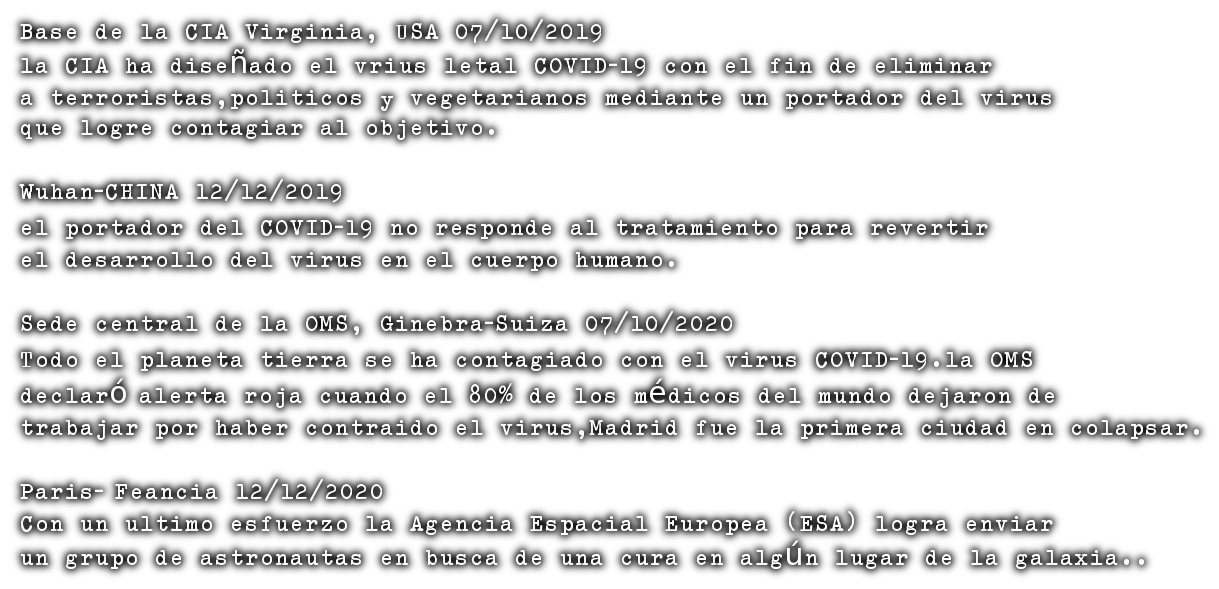 Base de la CIA Virginia, USA 07/10/2019
la CIA ha diseñado el vrius letal COVID-19 con el fin de eliminar
a terroristas,politicos y vegetarianos mediante un portador del virus
que logre contagiar al objetivo.
Wuhan-CHINA 12/12/2019
el portador del COVID-19 no responde al tratamiento para revertir
el desarrollo del virus en el cuerpo humano.
Sede central de la OMS, Ginebra-Suiza 07/10/2020
Todo el planeta tierra se ha contagiado con el virus COVID-19.la OMS
declaró alerta roja cuando el 80% de los médicos del mundo dejaron de
trabajar por haber contraido el virus,Madrid fue la primera ciudad en colapsar.
Paris- Feancia 12/12/2020
Con un ultimo esfuerzo la Agencia Espacial Europea (ESA) logra enviar
un grupo de astronautas en busca de una cura en algún lugar de la galaxia..